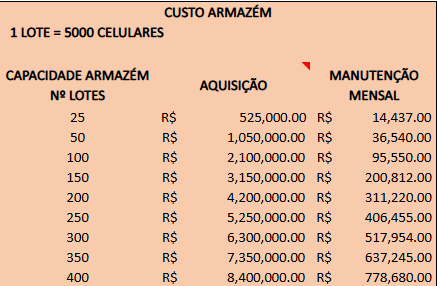 CUSTO ARMAZÉM
1 LOTE = 5000 CELULARES
CAPACIDADE ARMAZÉM Nº LOTES AQUISIÇÃO MANUTENÇÃO MENSAL
25 R$ 525,000.00 R$ 14,437.00
50 R$ 1,050,000.00 R$ 36,540.00
100 R$ 2,100,000.00 R$ 95,550.00
150 R$ 3,150,000.00 R$ 200,812.00
200 R$ 4,200,000.00 R$ 311,220.00
250 R$ 5,250,000.00 R$ 406,455.00
300 R$ 6,300,000.00 R$ 517,954.00
350 R$ 7,350,000.00 R$ 637,245.00
400 R$ 8,400,000.00 R$ 778,680.00